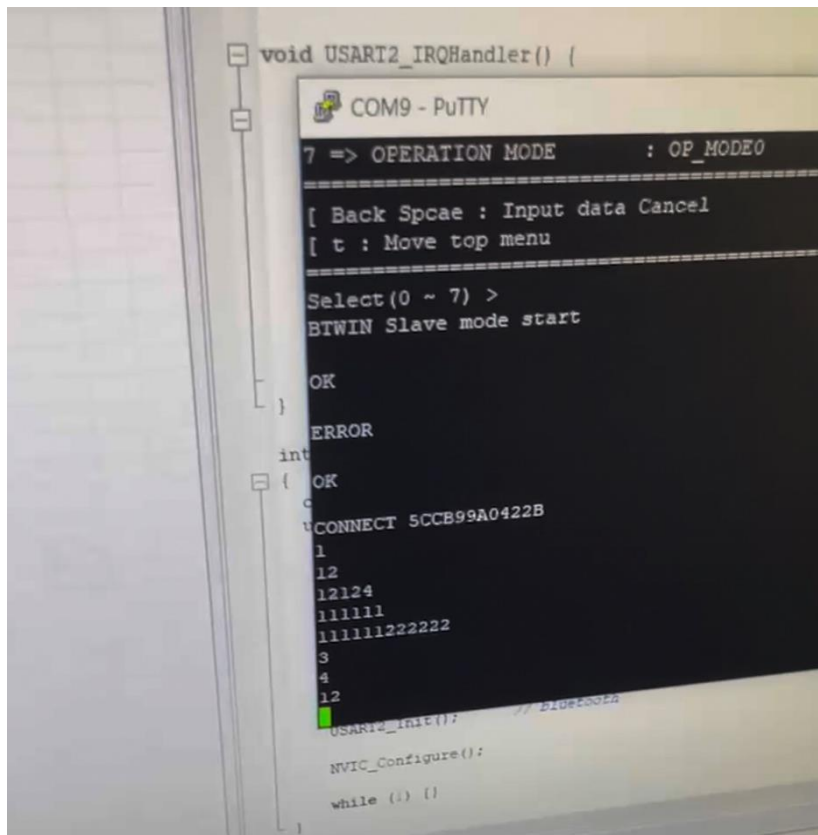 void USART2_IRQHandler() {
COM9 - PuTTY
7 => OPERATION MODE : OP_MODE0
[ Back Spcae : Input data Cancel
[ t : Move top menu
Select(0 ~ 7) >
BTWIN Slave mode start
OK
}
ERROR
int
{
OK
CONNECT 5CCB99A0422B
1
12
12124
111111
111111222222
3
4
12
USART2_Init(); // Bluetooth
NVIC_Configure();
while (1) {}
}